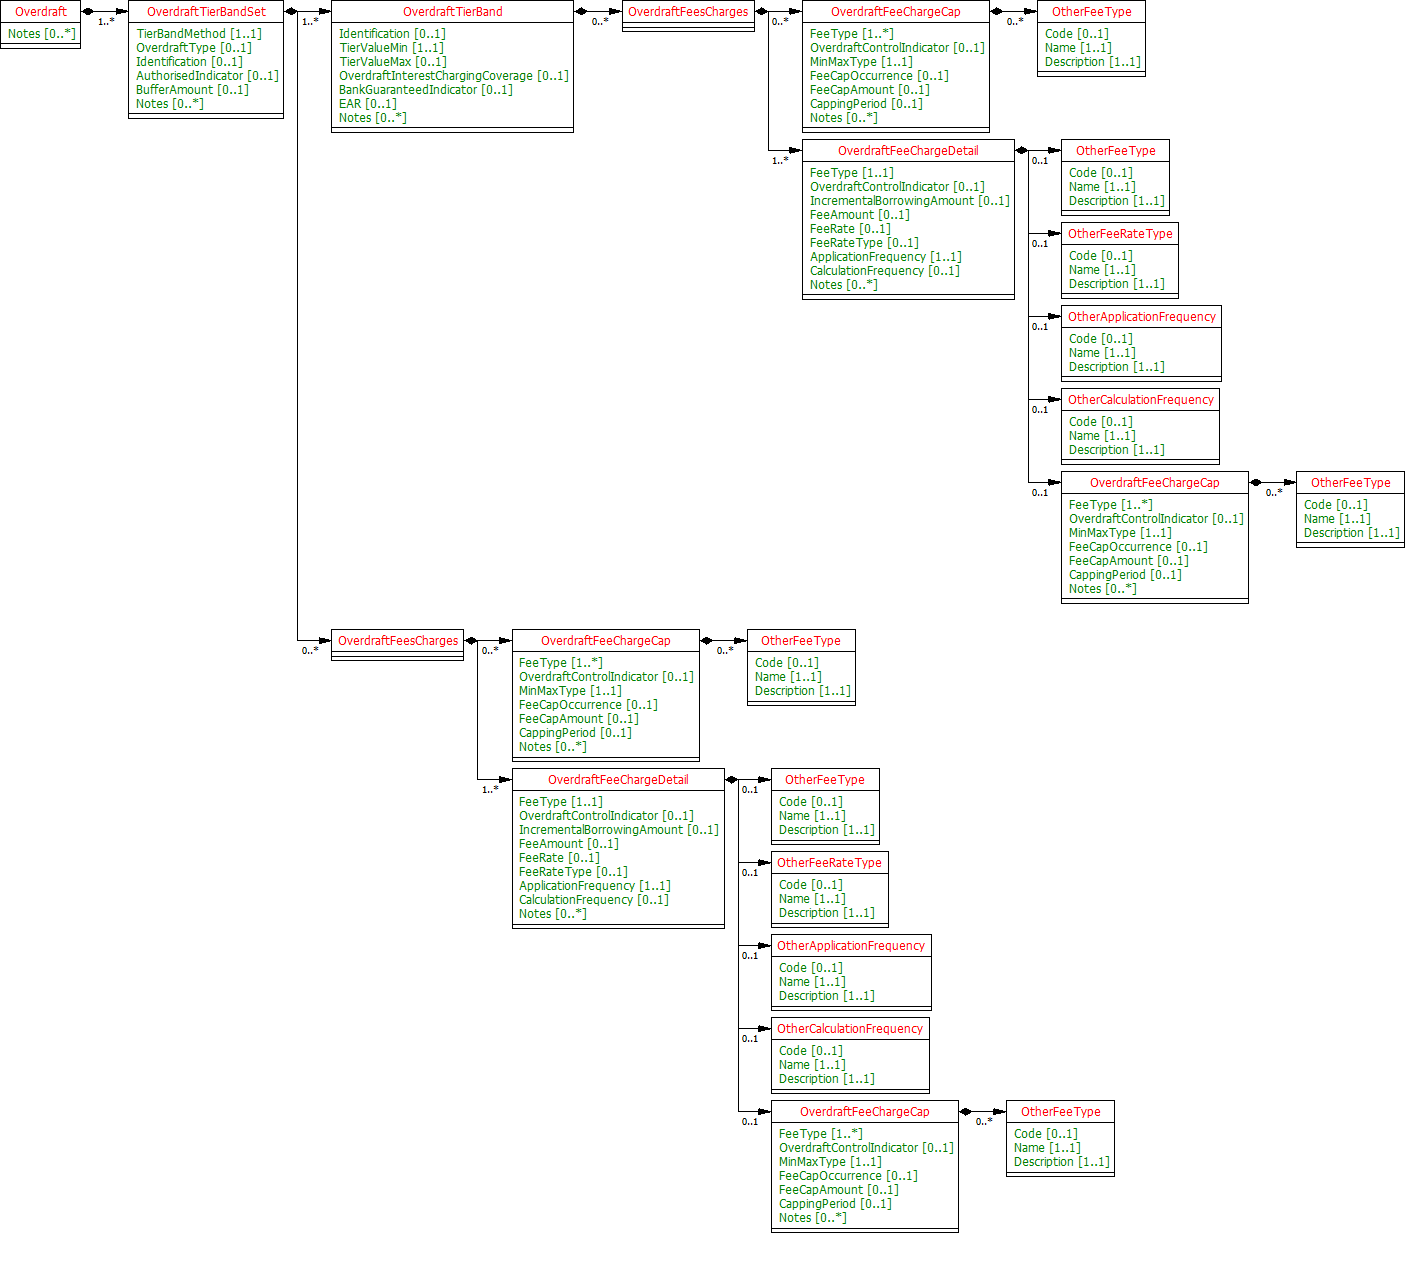 Overdraft
Notes [0..*]
1..*
OverdraftTierBandSet
TierBandMethod [1..1]
OverdraftType [0..1]
Identification [0..1]
AuthorisedIndicator [0..1]
BufferAmount [0..1]
Notes [0..*]
1..*
OverdraftTierBand
Identification [0..1]
TierValueMin [1..1]
TierValueMax [0..1]
OverdraftInterestChargingCoverage [0..1]
BankGuaranteedIndicator [0..1]
EAR [0..1]
Notes [0..*]
0..*
OverdraftFeesCharges
0..*
OverdraftFeeChargeCap
FeeType [1..*]
OverdraftControlIndicator [0..1]
MinMaxType [1..1]
FeeCapOccurrence [0..1]
FeeCapAmount [0..1]
CappingPeriod [0..1]
Notes [0..*]
0..*
OtherFeeType
Code [0..1]
Name [1..1]
Description [1..1]
1..*
OverdraftFeeChargeDetail
FeeType [1..1]
OverdraftControlIndicator [0..1]
IncrementalBorrowingAmount [0..1]
FeeAmount [0..1]
FeeRate [0..1]
FeeRateType [0..1]
ApplicationFrequency [1..1]
CalculationFrequency [0..1]
Notes [0..*]
0..1
OtherFeeType
Code [0..1]
Name [1..1]
Description [1..1]
0..1
OtherFeeRateType
Code [0..1]
Name [1..1]
Description [1..1]
0..1
OtherApplicationFrequency
Code [0..1]
Name [1..1]
Description [1..1]
0..1
OtherCalculationFrequency
Code [0..1]
Name [1..1]
Description [1..1]
0..1
OverdraftFeeChargeCap
FeeType [1..*]
OverdraftControlIndicator [0..1]
MinMaxType [1..1]
FeeCapOccurrence [0..1]
FeeCapAmount [0..1]
CappingPeriod [0..1]
Notes [0..*]
0..*
OtherFeeType
Code [0..1]
Name [1..1]
Description [1..1]
0..*
OverdraftFeesCharges
0..*
OverdraftFeeChargeCap
FeeType [1..*]
OverdraftControlIndicator [0..1]
MinMaxType [1..1]
FeeCapOccurrence [0..1]
FeeCapAmount [0..1]
CappingPeriod [0..1]
Notes [0..*]
0..*
OtherFeeType
Code [0..1]
Name [1..1]
Description [1..1]
1..*
OverdraftFeeChargeDetail
FeeType [1..1]
OverdraftControlIndicator [0..1]
IncrementalBorrowingAmount [0..1]
FeeAmount [0..1]
FeeRate [0..1]
FeeRateType [0..1]
ApplicationFrequency [1..1]
CalculationFrequency [0..1]
Notes [0..*]
0..1
OtherFeeType
Code [0..1]
Name [1..1]
Description [1..1]
0..1
OtherFeeRateType
Code [0..1]
Name [1..1]
Description [1..1]
0..1
OtherApplicationFrequency
Code [0..1]
Name [1..1]
Description [1..1]
0..1
OtherCalculationFrequency
Code [0..1]
Name [1..1]
Description [1..1]
0..1
OverdraftFeeChargeCap
FeeType [1..*]
OverdraftControlIndicator [0..1]
MinMaxType [1..1]
FeeCapOccurrence [0..1]
FeeCapAmount [0..1]
CappingPeriod [0..1]
Notes [0..*]
0..*
OtherFeeType
Code [0..1]
Name [1..1]
Description [1..1]